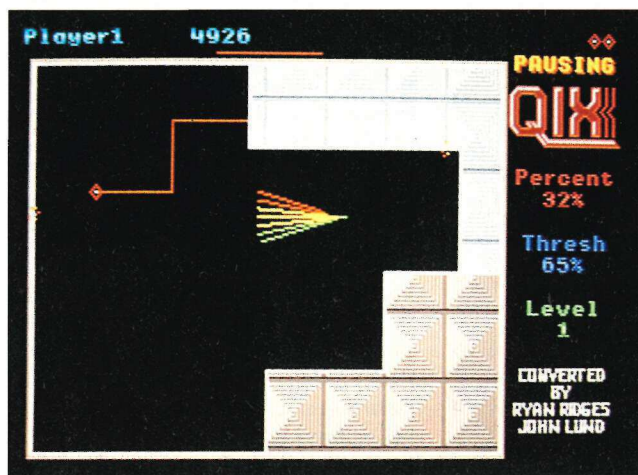 Player1 4926
PAUSING
QIX
Percent
32%
Thresh
65%
Level
1
CONVERTED
BY
RYAN RIDGES
JOHN LUND